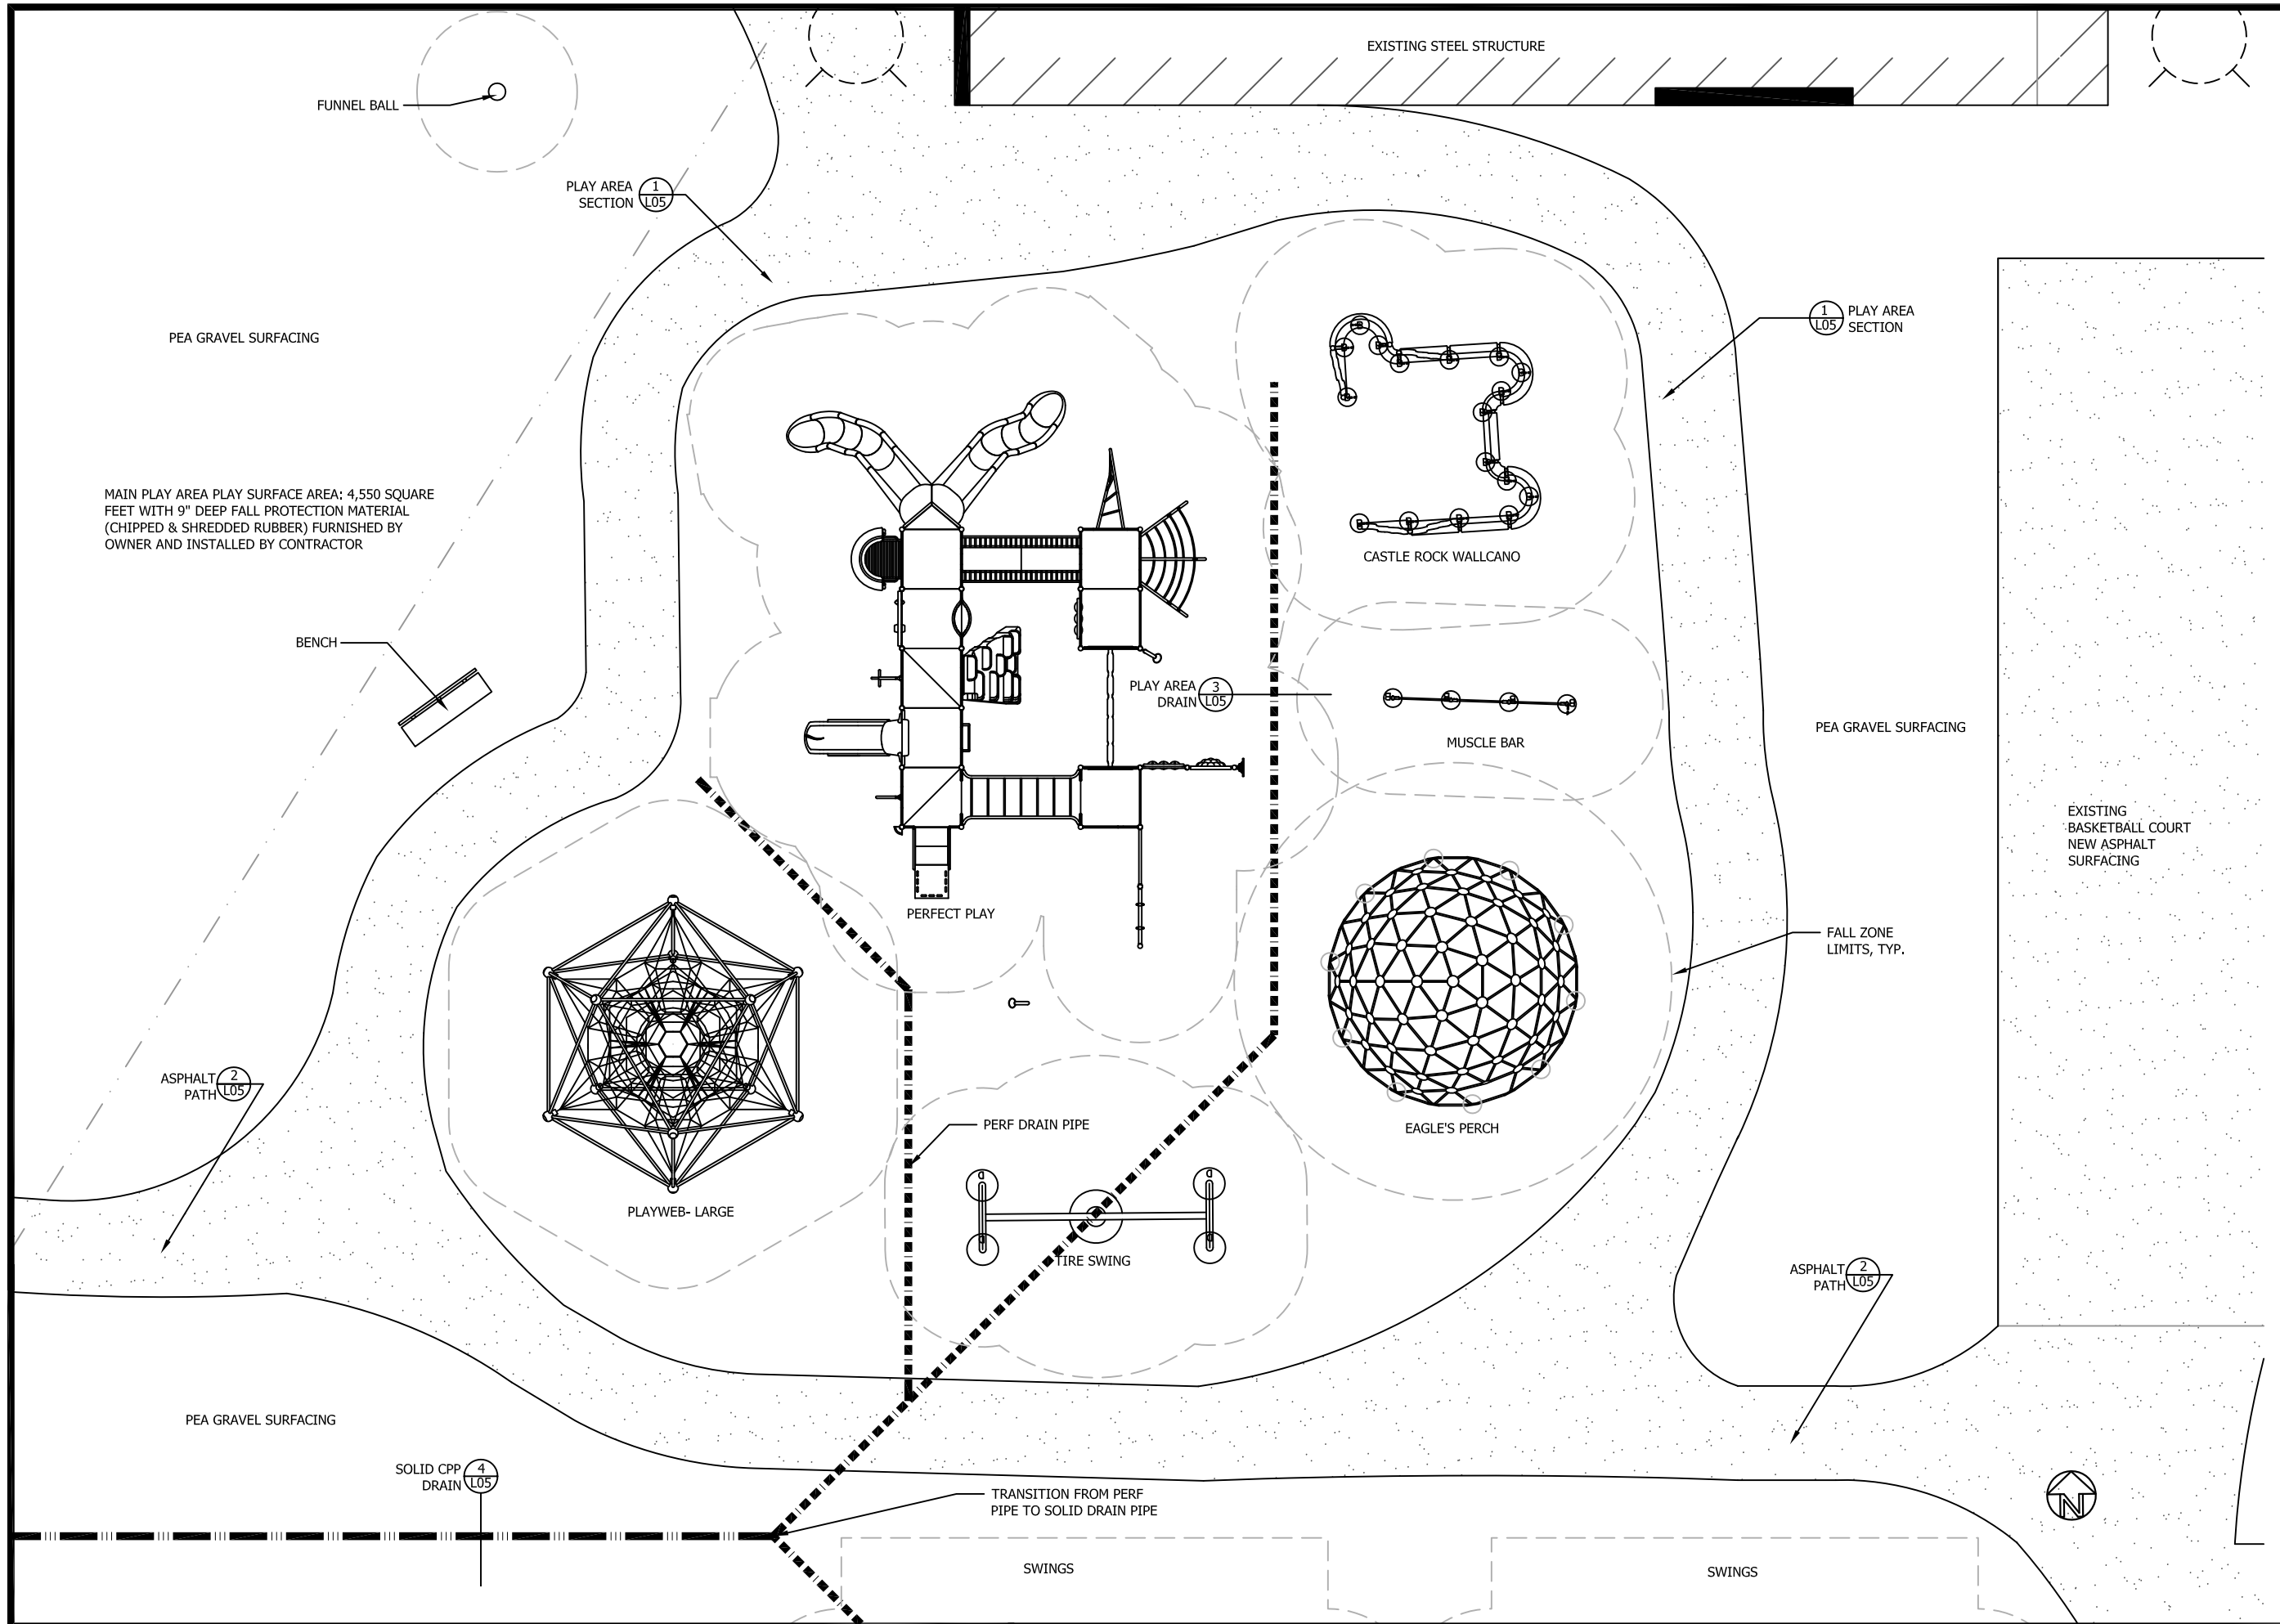 EXISTING STEEL STRUCTURE
FUNNEL BALL
PLAY AREA
SECTION
1
L05
1
L05
PLAY AREA
SECTION
PEA GRAVEL SURFACING
MAIN PLAY AREA PLAY SURFACE AREA: 4,550 SQUARE
FEET WITH 9" DEEP FALL PROTECTION MATERIAL
(CHIPPED & SHREDDED RUBBER) FURNISHED BY
OWNER AND INSTALLED BY CONTRACTOR
CASTLE ROCK WALLCANO
BENCH
PLAY AREA
DRAIN
3
L05
MUSCLE BAR
PEA GRAVEL SURFACING
EXISTING
BASKETBALL COURT
NEW ASPHALT
SURFACING
PERFECT PLAY
FALL ZONE
LIMITS, TYP.
ASPHALT
PATH
2
L05
PERF DRAIN PIPE
EAGLE'S PERCH
PLAYWEB- LARGE
TIRE SWING
ASPHALT
PATH
2
L05
PEA GRAVEL SURFACING
SOLID CPP
DRAIN
4
L05
TRANSITION FROM PERF
PIPE TO SOLID DRAIN PIPE
N
SWINGS
SWINGS